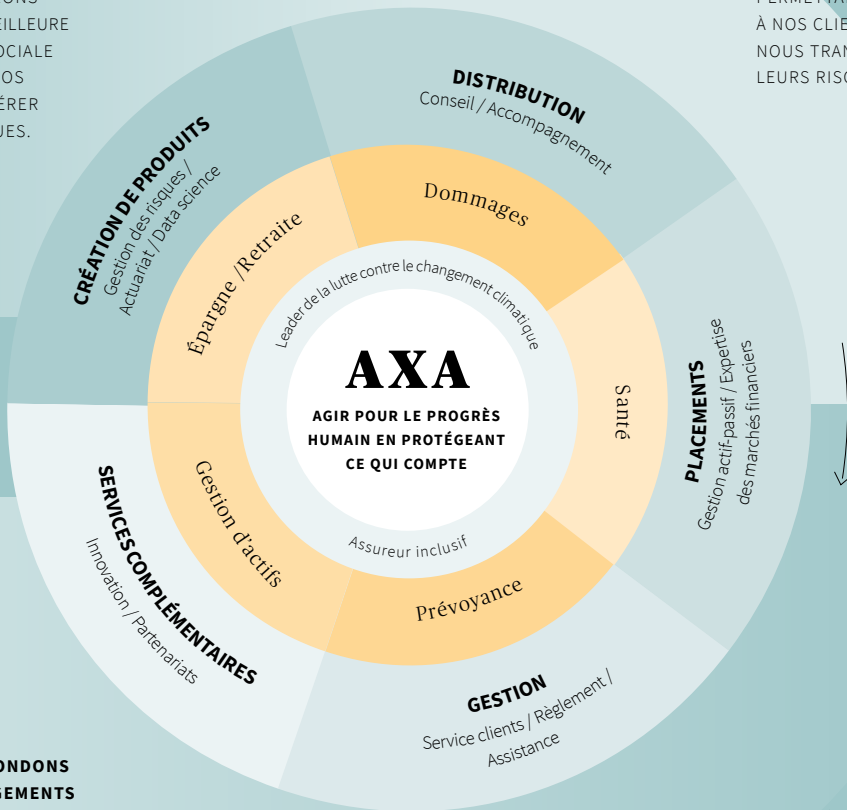 EILLEURE
OCIALE
OS
ÉRER
UES.
À NOS CLIE
NOUS TRAN
LEURS RISQ
DISTRIBUTION
Conseil / Accompagnement
CRÉATION DE PRODUITS
Gestion des risques /
Actuariat / Data science
PLACEMENTS
Gestion actif-passif / Expertise
des marchés financiers
SERVICES COMPLÉMENTAIRES
Innovation / Partenariats
GESTION
Service clients / Règlement /
Assistance
Dommages
Épargne /Retraite
Santé
Gestion d'actifs
Prévoyance
Leader de la lutte contre le changement climatique
AXA
AGIR POUR LE PROGRÈS
HUMAIN EN PROTÉGEANT
CE QUI COMPTE
Assureur inclusif
ONDONS
GEMENTS